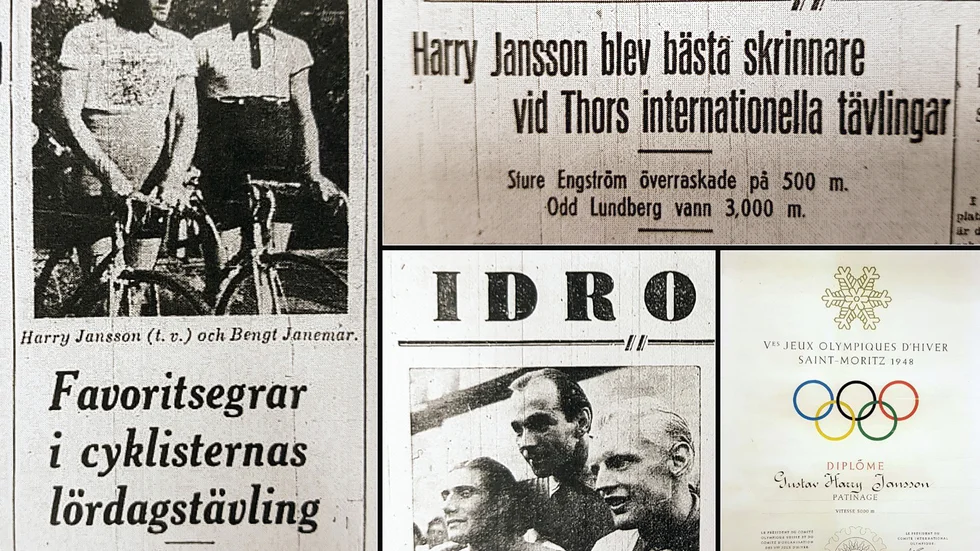 Harry Jansson (t. v.) och Bengt Janemar.
Favoritsegrar
i cyklisternas
lördagstävling
Harry Jansson blev bästa skrinnare
vid Thors internationella tävlingar
Sture Engström överraskade på 500 m.
Odd Lundberg vann 3,000 m.
I
plat
är d
IDRO
VES JEUX OLYMPIQUES D'HIVER
SAINT-MORITZ 1948
DIPLÔME
Gustav Harry Jansson
PATINAGE